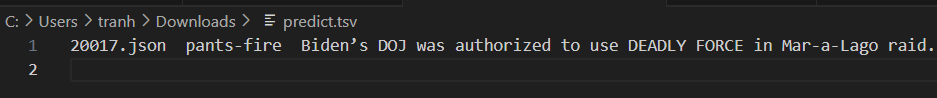 C: > Users > tranh > Downloads > predict.tsv
1 20017.json pants-fire Biden’s DOJ was authorized to use DEADLY FORCE in Mar-a-Lago raid.
2